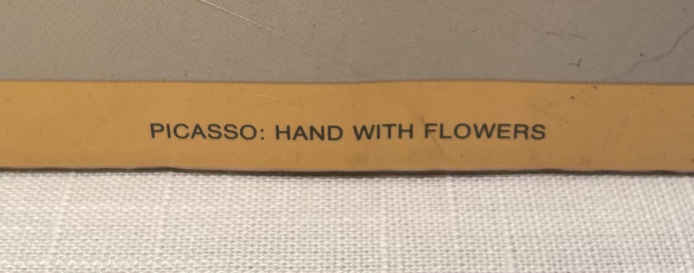 PICASSO: HAND WITH FLOWERS